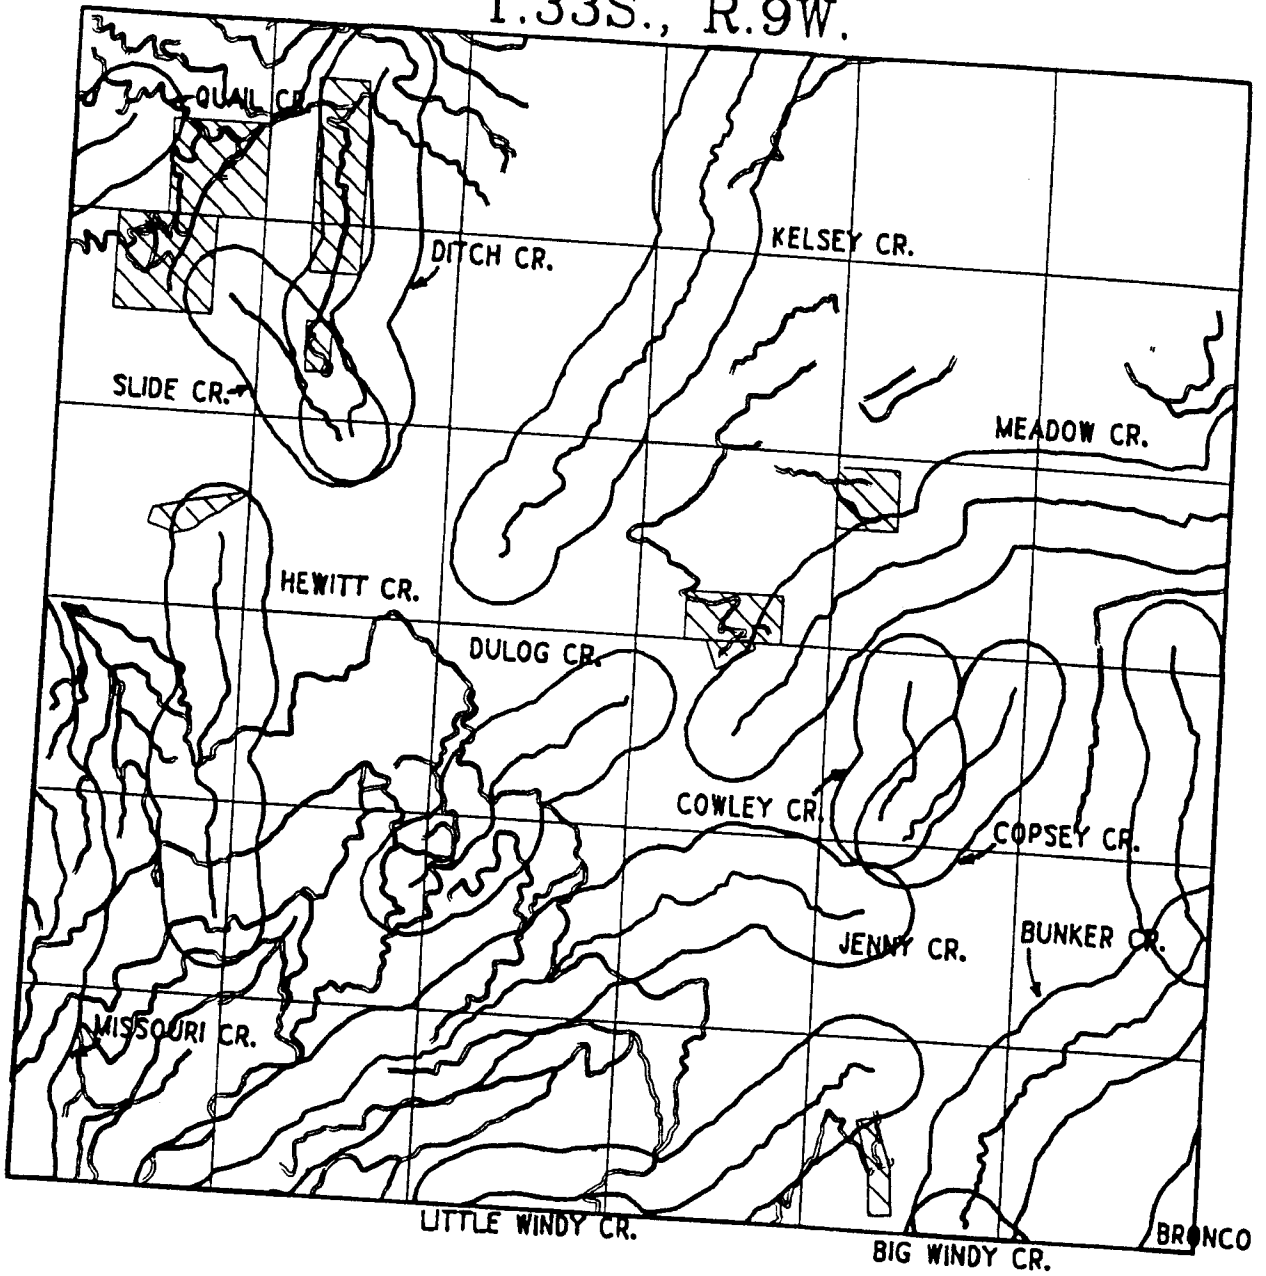 T.33S., R.9W.
QUAIL CR.
DITCH CR.
KELSEY CR.
SLIDE CR.
MEADOW CR.
HEWITT CR.
DULOG CR.
COWLEY CR.
COPSEY CR.
JENNY CR.
BUNKER CR.
MISSOURI CR.
LITTLE WINDY CR.
BIG WINDY CR.
BRONCO